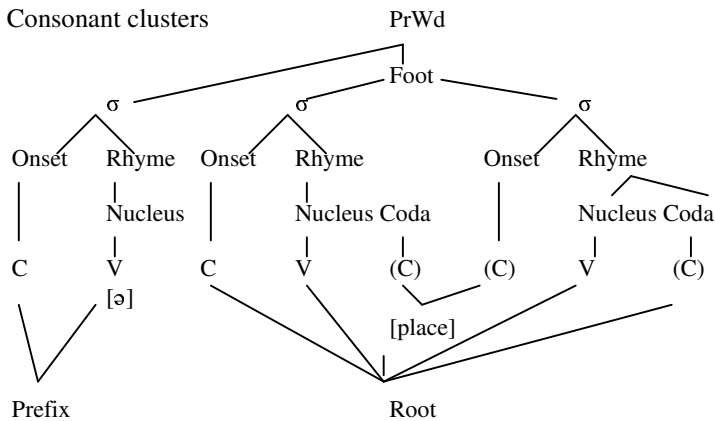 Consonant clusters PrWd
Foot
σ σ σ
Onset Rhyme Onset Rhyme Onset Rhyme
Nucleus Nucleus Coda Nucleus Coda
C V C V (C) (C) V (C)
[ə]
[place]
Prefix Root